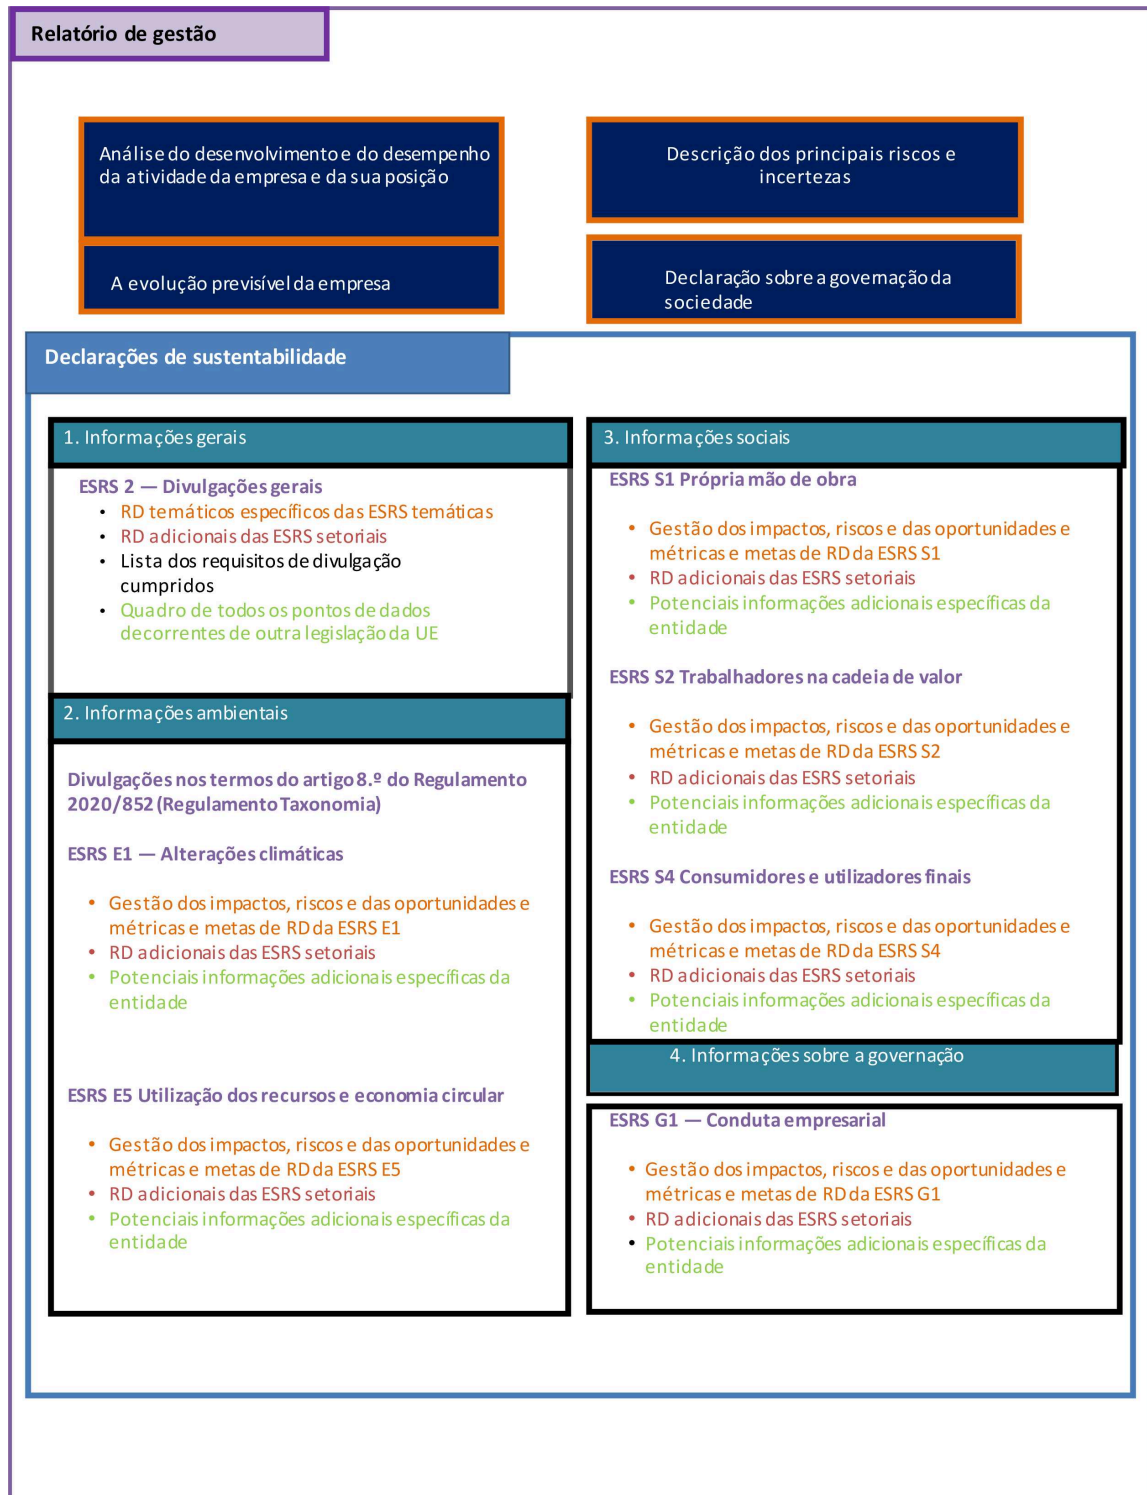 Relatório de gestão
Análise do desenvolvimento e do desempenho
da atividade da empresa e da sua posição
Descrição dos principais riscos e
incertezas
A evolução previsível da empresa
Declaração sobre a governação da
sociedade
Declarações de sustentabilidade
1. Informações gerais
ESRS 2 — Divulgações gerais
• RD temáticos específicos das ESRS temáticas
• RD adicionais das ESRS setoriais
• Lista dos requisitos de divulgação
cumpridos
• Quadro de todos os pontos de dados
decorrentes de outra legislação da UE
2. Informações ambientais
Divulgações nos termos do artigo 8.º do Regulamento
2020/852 (Regulamento Taxonomia)
ESRS E1 — Alterações climáticas
• Gestão dos impactos, riscos e das oportunidades e
métricas e metas de RD da ESRS E1
• RD adicionais das ESRS setoriais
• Potenciais informações adicionais específicas da
entidade
ESRS E5 Utilização dos recursos e economia circular
• Gestão dos impactos, riscos e das oportunidades e
métricas e metas de RD da ESRS E5
• RD adicionais das ESRS setoriais
• Potenciais informações adicionais específicas da
entidade
3. Informações sociais
ESRS S1 Própria mão de obra
• Gestão dos impactos, riscos e das oportunidades e
métricas e metas de RD da ESRS S1
• RD adicionais das ESRS setoriais
• Potenciais informações adicionais específicas da
entidade
ESRS S2 Trabalhadores na cadeia de valor
• Gestão dos impactos, riscos e das oportunidades e
métricas e metas de RD da ESRS S2
• RD adicionais das ESRS setoriais
• Potenciais informações adicionais específicas da
entidade
ESRS S4 Consumidores e utilizadores finais
• Gestão dos impactos, riscos e das oportunidades e
métricas e metas de RD da ESRS S4
• RD adicionais das ESRS setoriais
• Potenciais informações adicionais específicas da
entidade
4. Informações sobre a governação
ESRS G1 — Conduta empresarial
• Gestão dos impactos, riscos e das oportunidades e
métricas e metas de RD da ESRS G1
• RD adicionais das ESRS setoriais
• Potenciais informações adicionais específicas da
entidade